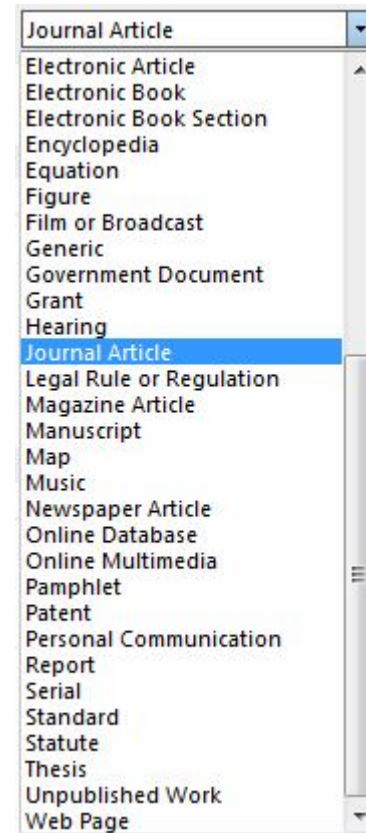 Journal Article
Electronic Article
Electronic Book
Electronic Book Section
Encyclopedia
Equation
Figure
Film or Broadcast
Generic
Government Document
Grant
Hearing
Journal Article
Legal Rule or Regulation
Magazine Article
Manuscript
Map
Music
Newspaper Article
Online Database
Online Multimedia
Pamphlet
Patent
Personal Communication
Report
Serial
Standard
Statute
Thesis
Unpublished Work
Web Page